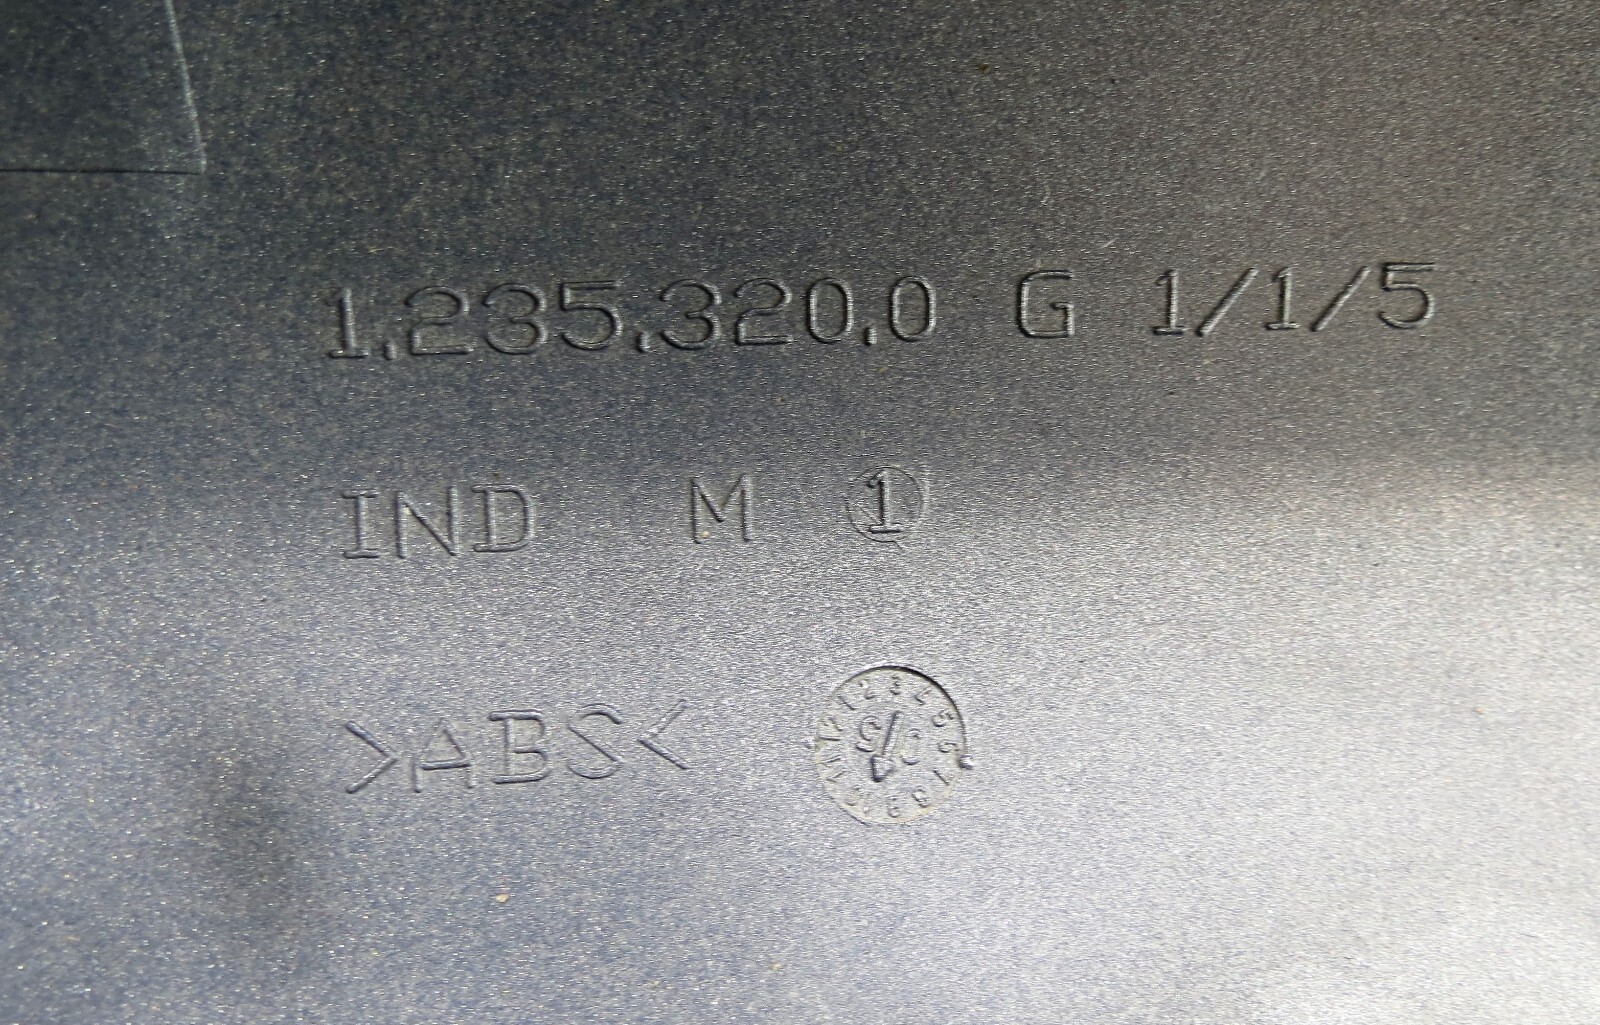 1.235.320.0 G 1/1/5
IND M 1
>ABS<